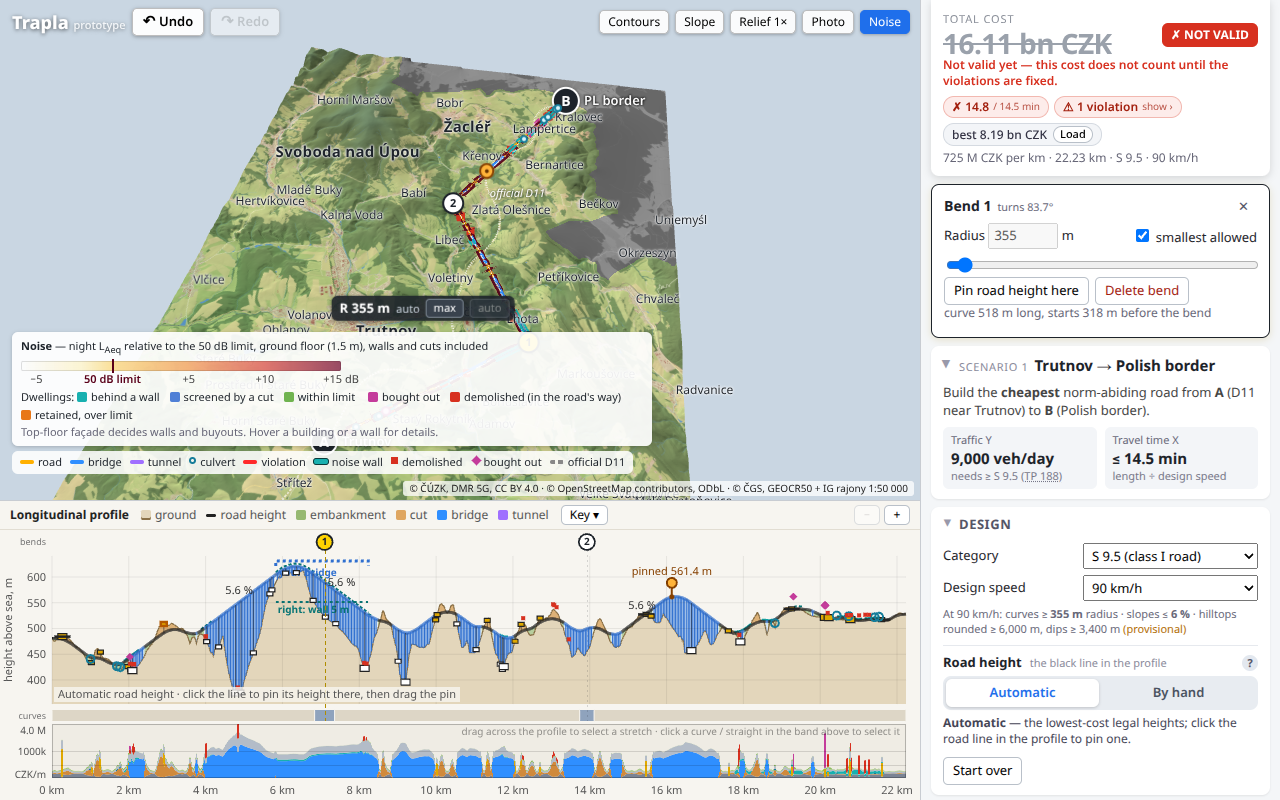 Trapla prototype
↶ Undo
↷ Redo
Contours
Slope
Relief 1×
Photo
Noise
Horní Maršov
Bobr
B
PL border
Královec
Žacléř
Lampertice
Svoboda nad Úpou
Křenov
Bernartice
Mladé Buky
Babí
official D11
Hertvíkovice
2
Zlatá Olešnice
Bečkov
Kalná Voda
Uniemyśl
Libeč
Okrzeszyn
Vlčice
Voletiny
Petříkovice
Chvaleč
R 355 m auto max auto
Volanov
Lhota
Oblanov
Trutnov
Radvanice
Noise — night LAeq relative to the 50 dB limit, ground floor (1.5 m), walls and cuts included
−5
50 dB limit
+5
+10
+15 dB
Dwellings: behind a wall screened by a cut within limit bought out demolished (in the road's way)
retained, over limit
Top-floor façade decides walls and buyouts. Hover a building or a wall for details.
road bridge tunnel culvert violation noise wall demolished bought out official D11
Střítež
© ČÚZK, DMR 5G, CC BY 4.0 · © OpenStreetMap contributors, ODbL · © ČGS, GEOCR50 + IG rajony 1:50 000
Longitudinal profile ground road height embankment cut bridge tunnel Key ▾
−
+
bends
1
2
height above sea, m
600
550
500
450
400
5.6 %
bridge
5.6 %
right: wall 5 m
5.6 %
pinned 561.4 m
Automatic road height · click the line to pin its height there, then drag the pin
curves
4.0 M
1000k
CZK/m
drag across the profile to select a stretch · click a curve / straight in the band above to select it
0 km
2 km
4 km
6 km
8 km
10 km
12 km
14 km
16 km
18 km
20 km
22 km
TOTAL COST
16.11 bn CZK
✗ NOT VALID
Not valid yet — this cost does not count until the
violations are fixed.
✗ 14.8 / 14.5 min
⚠ 1 violation show ›
best 8.19 bn CZK Load
725 M CZK per km · 22.23 km · S 9.5 · 90 km/h
Bend 1 turns 83.7°
×
Radius 355 m
smallest allowed
Pin road height here
Delete bend
curve 518 m long, starts 318 m before the bend
▼ SCENARIO 1 Trutnov → Polish border
Build the cheapest norm-abiding road from A (D11
near Trutnov) to B (Polish border).
Traffic Y
9,000 veh/day
needs ≥ S 9.5 (TP 188)
Travel time X
≤ 14.5 min
length ÷ design speed
▼ DESIGN
Category
S 9.5 (class I road)
Design speed
90 km/h
At 90 km/h: curves ≥ 355 m radius · slopes ≤ 6 % · hilltops
rounded ≥ 6,000 m, dips ≥ 3,400 m (provisional)
Road height the black line in the profile
?
Automatic
By hand
Automatic — the lowest-cost legal heights; click the
road line in the profile to pin one.
Start over